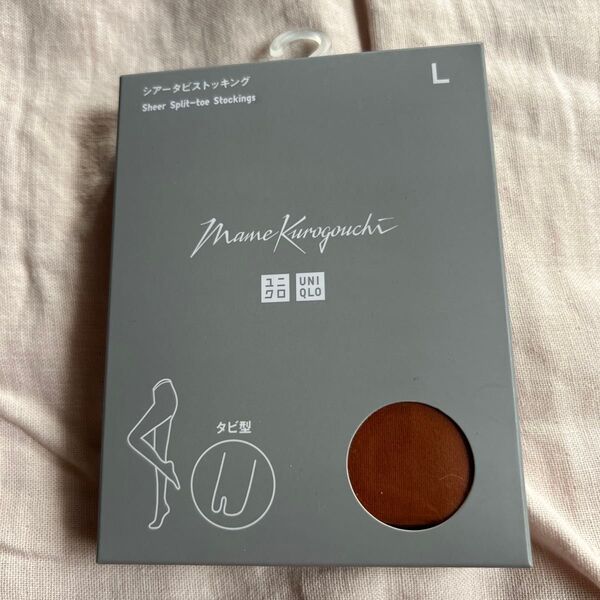 シアータビストッキング
Sheer Split-toe Stockings
L
Mame Kurogouchi
ユニ
クロ
UNI
QLO
タビ型